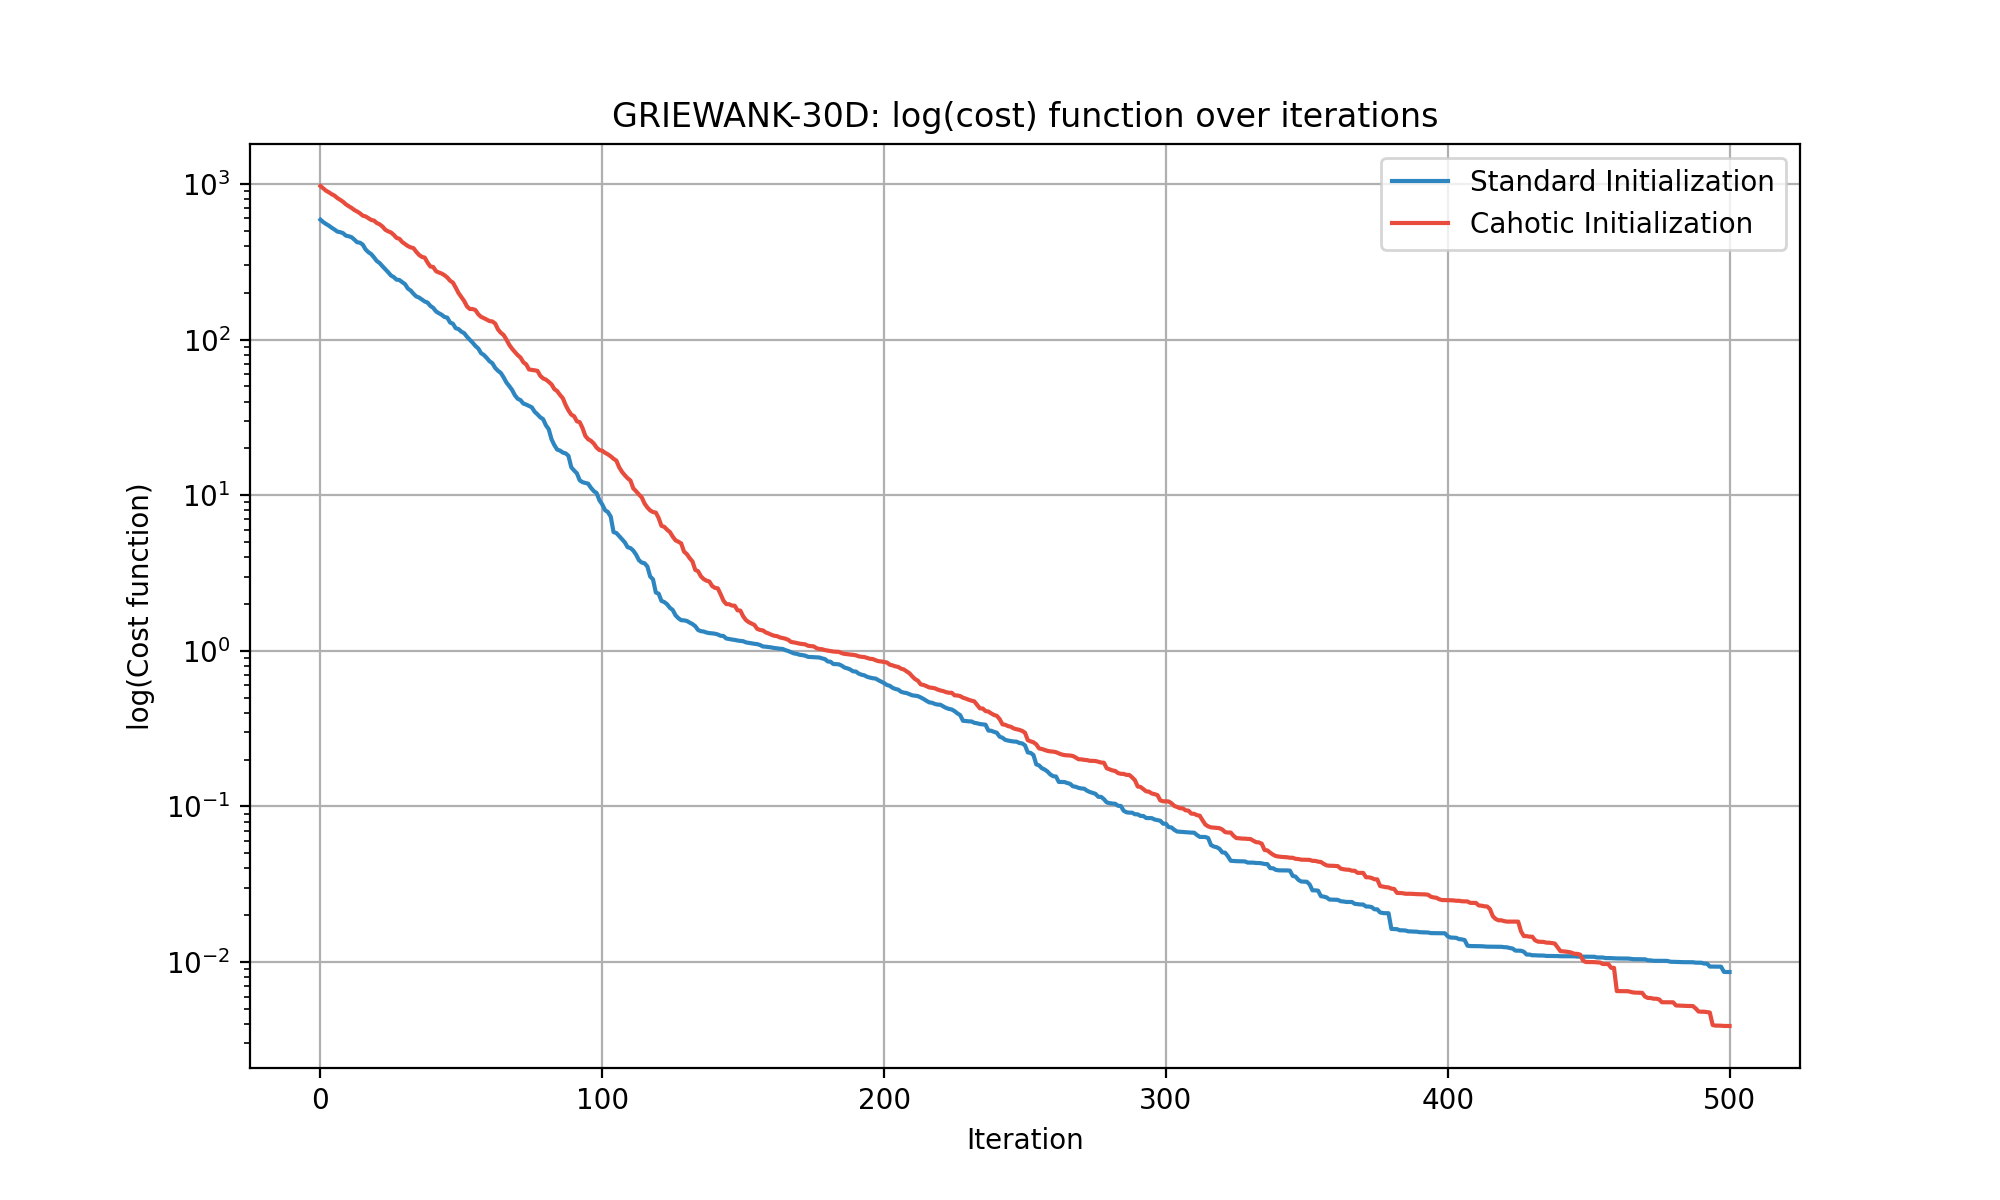 GRIEWANK-30D: log(cost) function over iterations
Standard Initialization
Cahotic Initialization
log(Cost function)
10³
10²
10¹
10⁰
10⁻¹
10⁻²
0 100 200 300 400 500
Iteration